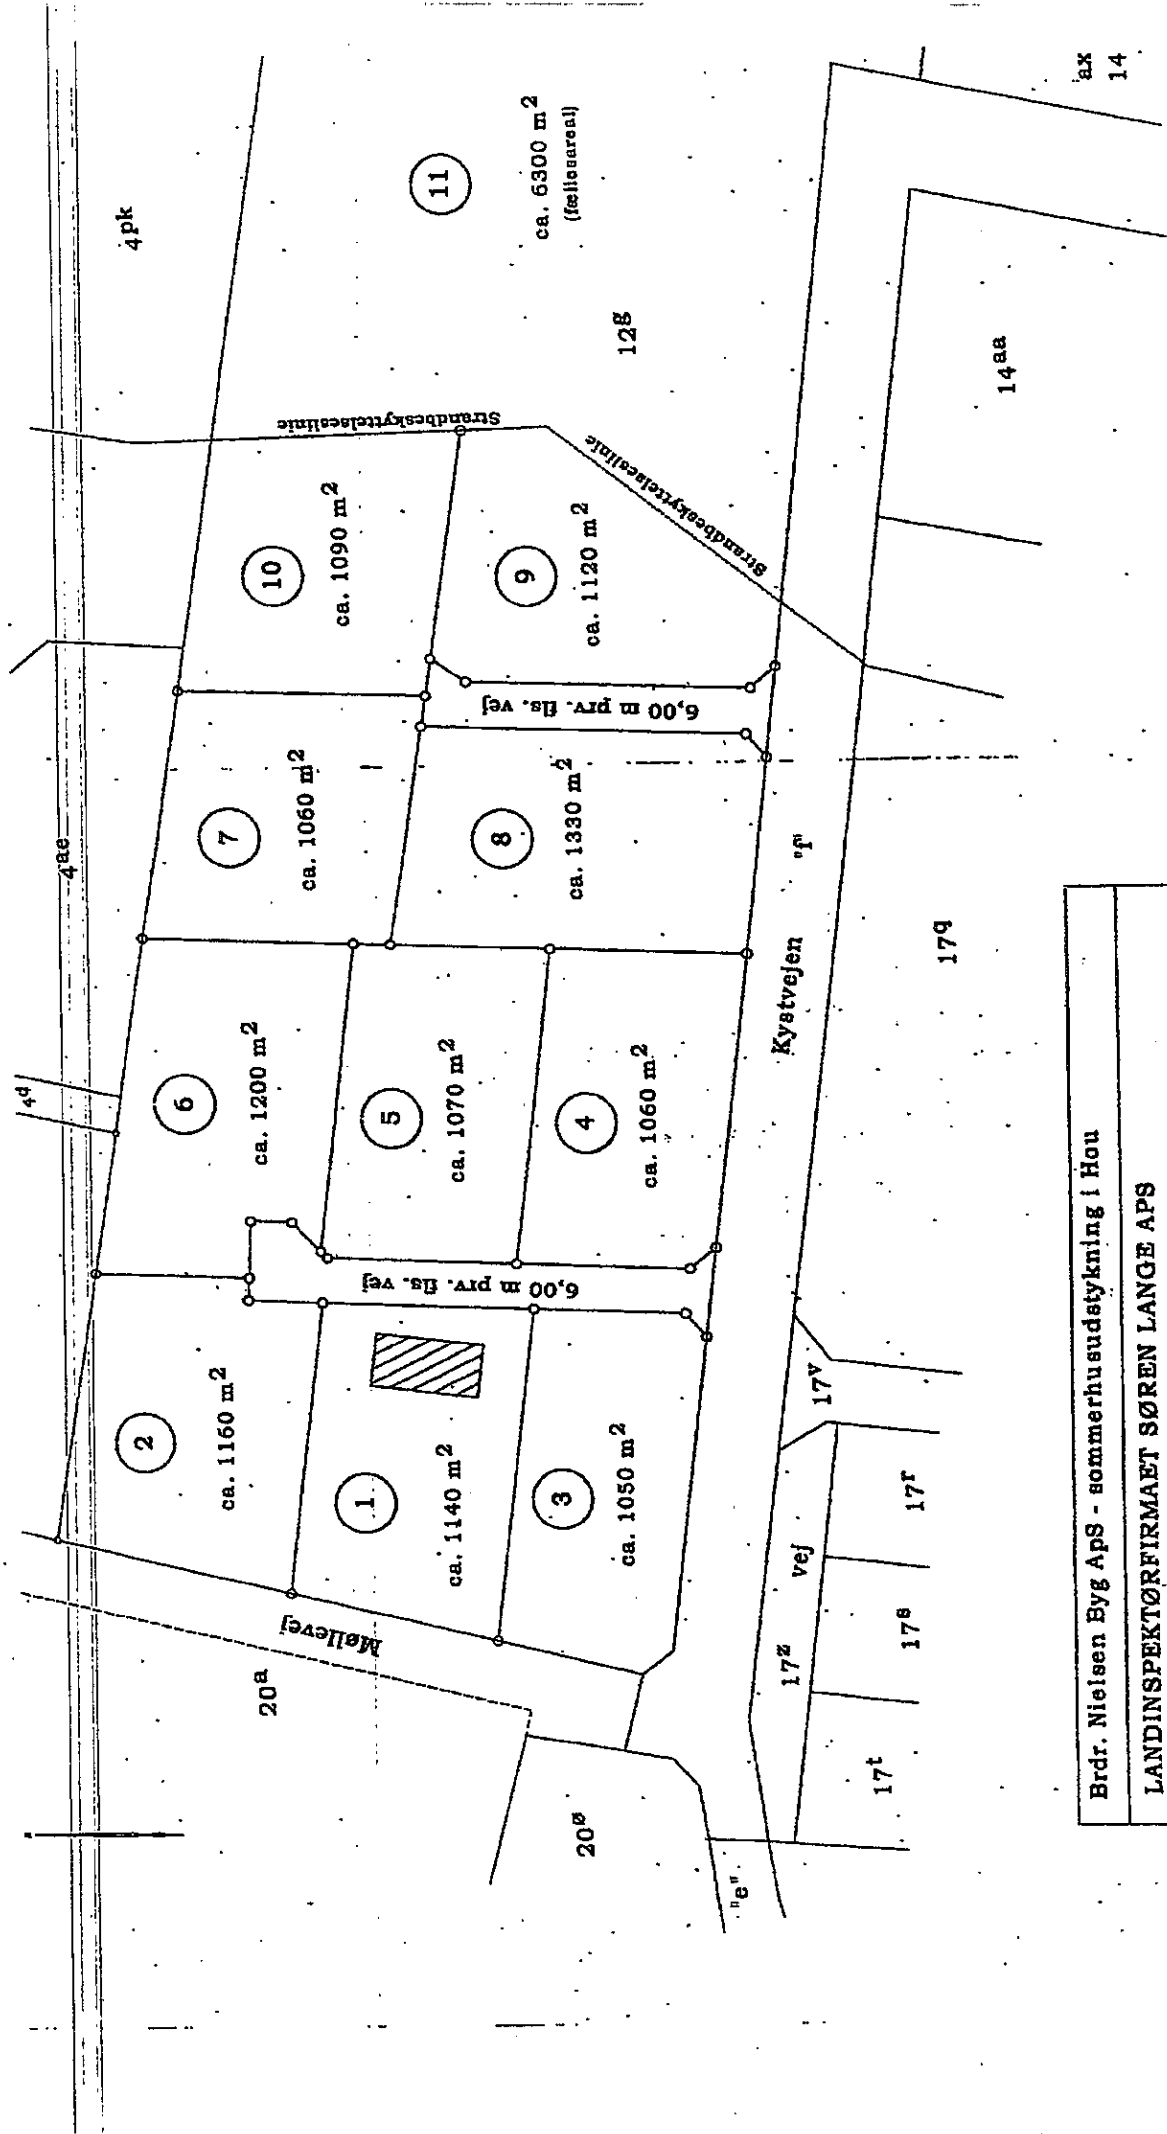 4ae
4d
4pk
2
ca. 1160 m2
6
ca. 1200 m2
7
ca. 1060 m2
10
ca. 1090 m2
11
ca. 6300 m2
(fællesareal)
Strandbeskyttelseslinie
12g
Møllevej
20a
1
ca. 1140 m2
5
ca. 1070 m2
6,00 m prv. fls. vej
3
ca. 1050 m2
4
ca. 1060 m2
8
ca. 1330 m2
6,00 m prv. fls. vej
9
ca. 1120 m2
Strandbeskyttelseslinie
20ø
"e"
Kystvejen "f"
17z vej
17v
17t
17s
17r
17q
14aa
ax
14
Brdr. Nielsen Byg ApS - sommerhusudstykning i Hou
LANDINSPEKTØRFIRMAET SØREN LANGE APS